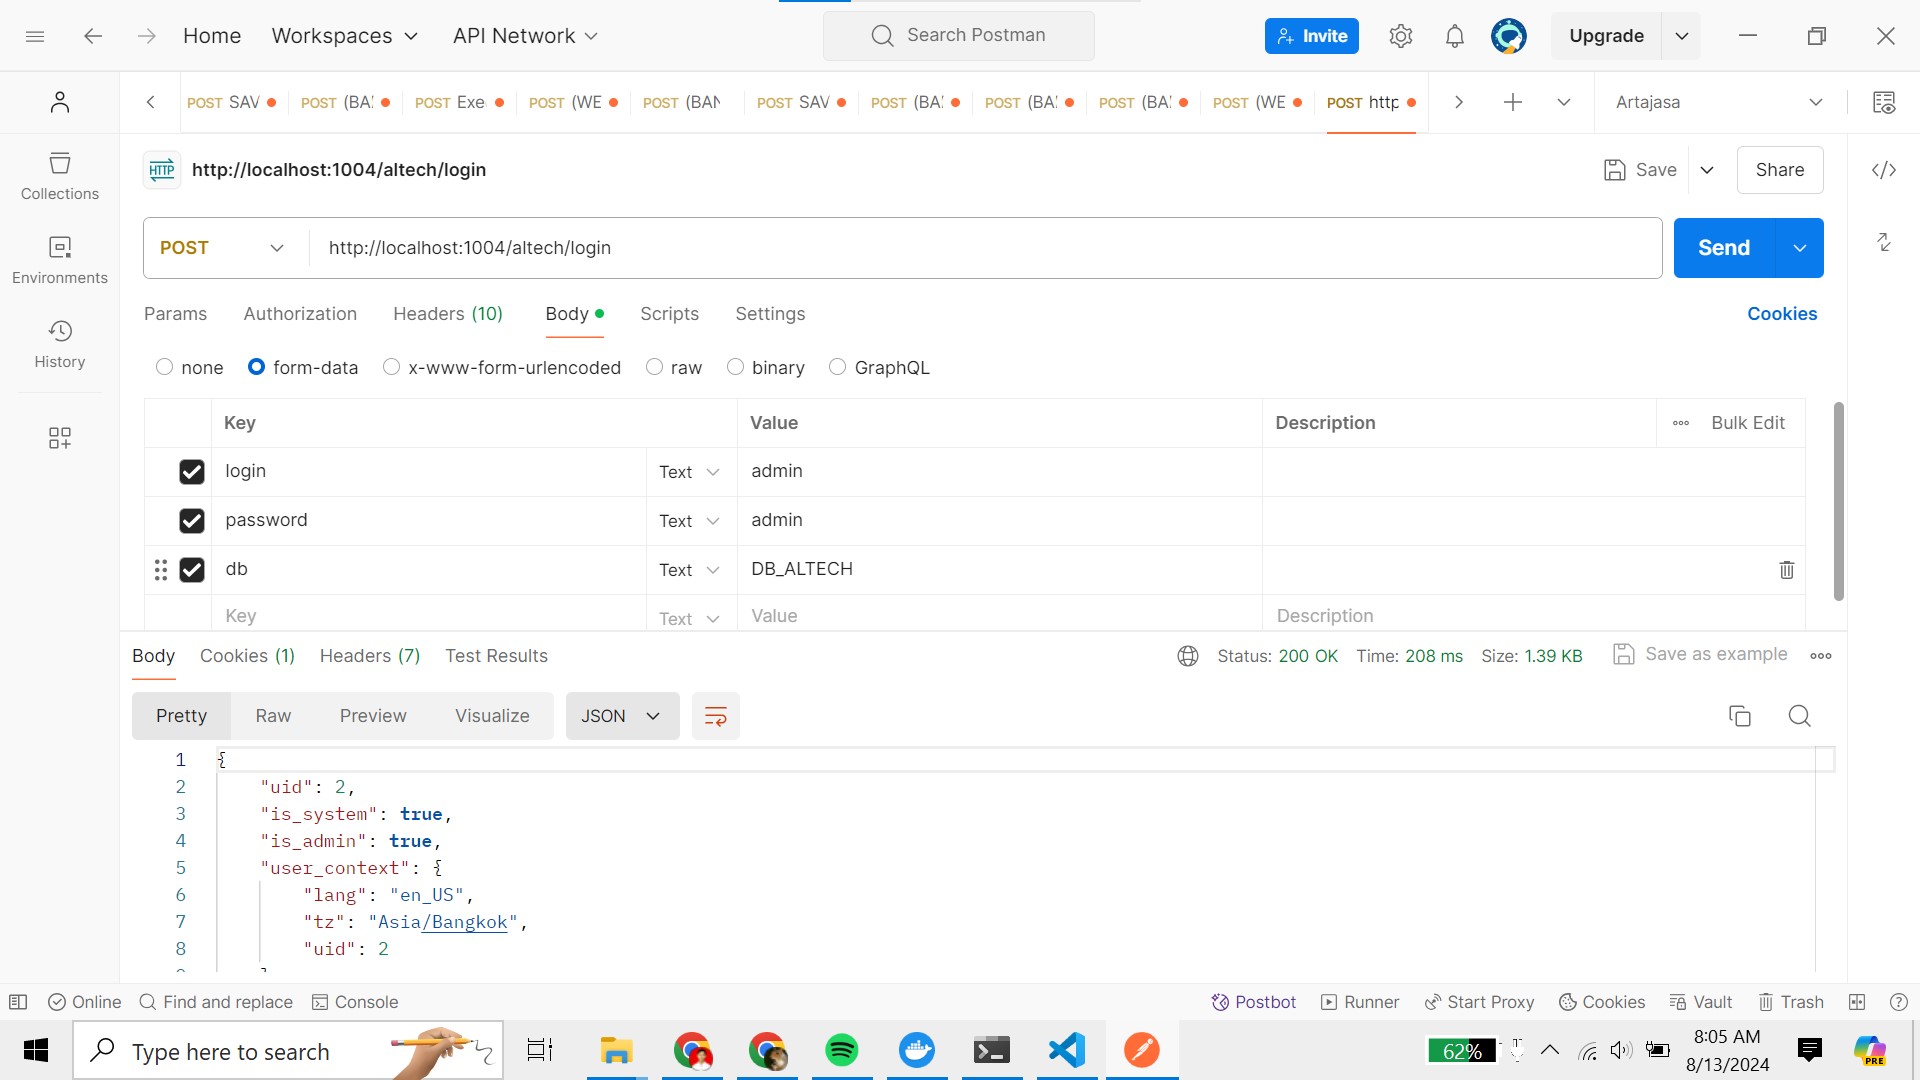 Home Workspaces API Network Search Postman Invite Upgrade
POST SAV POST (BA POST Exe POST (WE POST (BAN POST SAV POST (BA POST (BA POST (BA POST (WE POST http Artajasa
HTTP http://localhost:1004/altech/login Save Share
POST http://localhost:1004/altech/login Send
Params Authorization Headers (10) Body Scripts Settings Cookies
none form-data x-www-form-urlencoded raw binary GraphQL
Key Value Description Bulk Edit
login Text admin
password Text admin
db Text DB_ALTECH
Key Text Value Description
Collections
Environments
History
Body Cookies (1) Headers (7) Test Results Status: 200 OK Time: 208 ms Size: 1.39 KB Save as example
Pretty Raw Preview Visualize JSON
1 {
2 "uid": 2,
3 "is_system": true,
4 "is_admin": true,
5 "user_context": {
6 "lang": "en_US",
7 "tz": "Asia/Bangkok",
8 "uid": 2
Online Find and replace Console Postbot Runner Start Proxy Cookies Vault Trash
Type here to search 62% 8:05 AM
8/13/2024
PRE